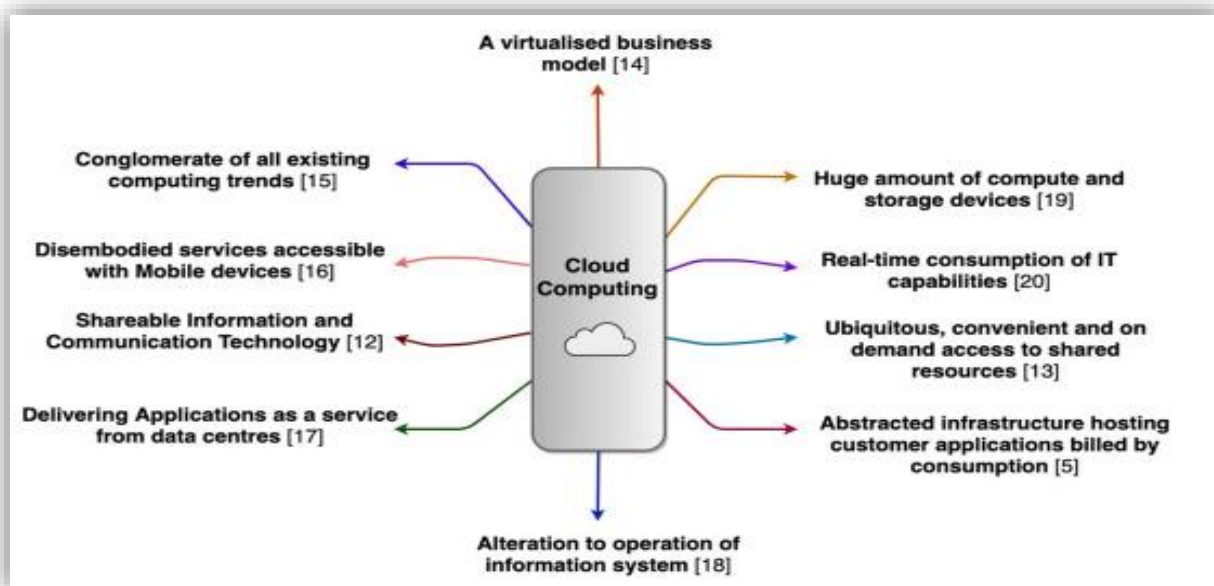 A virtualised business
model [14]
Conglomerate of all existing
computing trends [15]
Disembodied services accessible
with Mobile devices [16]
Shareable Information and
Communication Technology [12]
Delivering Applications as a service
from data centres [17]
Cloud
Computing
Huge amount of compute and
storage devices [19]
Real-time consumption of IT
capabilities [20]
Ubiquitous, convenient and on
demand access to shared
resources [13]
Abstracted infrastructure hosting
customer applications billed by
consumption [5]
Alteration to operation of
information system [18]